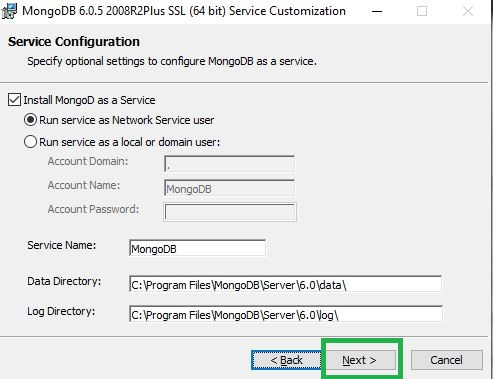 MongoDB 6.0.5 2008R2Plus SSL (64 bit) Service Customization
Service Configuration
Specify optional settings to configure MongoDB as a service.
Install MongoD as a Service
Run service as Network Service user
Run service as a local or domain user:
Account Domain: .
Account Name: MongoDB
Account Password:
Service Name: MongoDB
Data Directory: C:\Program Files\MongoDB\Server\6.0\data\
Log Directory: C:\Program Files\MongoDB\Server\6.0\log\
< Back Next > Cancel